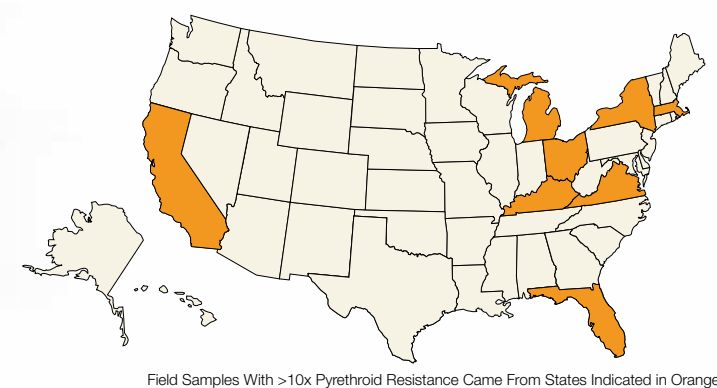 Field Samples With >10x Pyrethroid Resistance Came From States Indicated in Orange